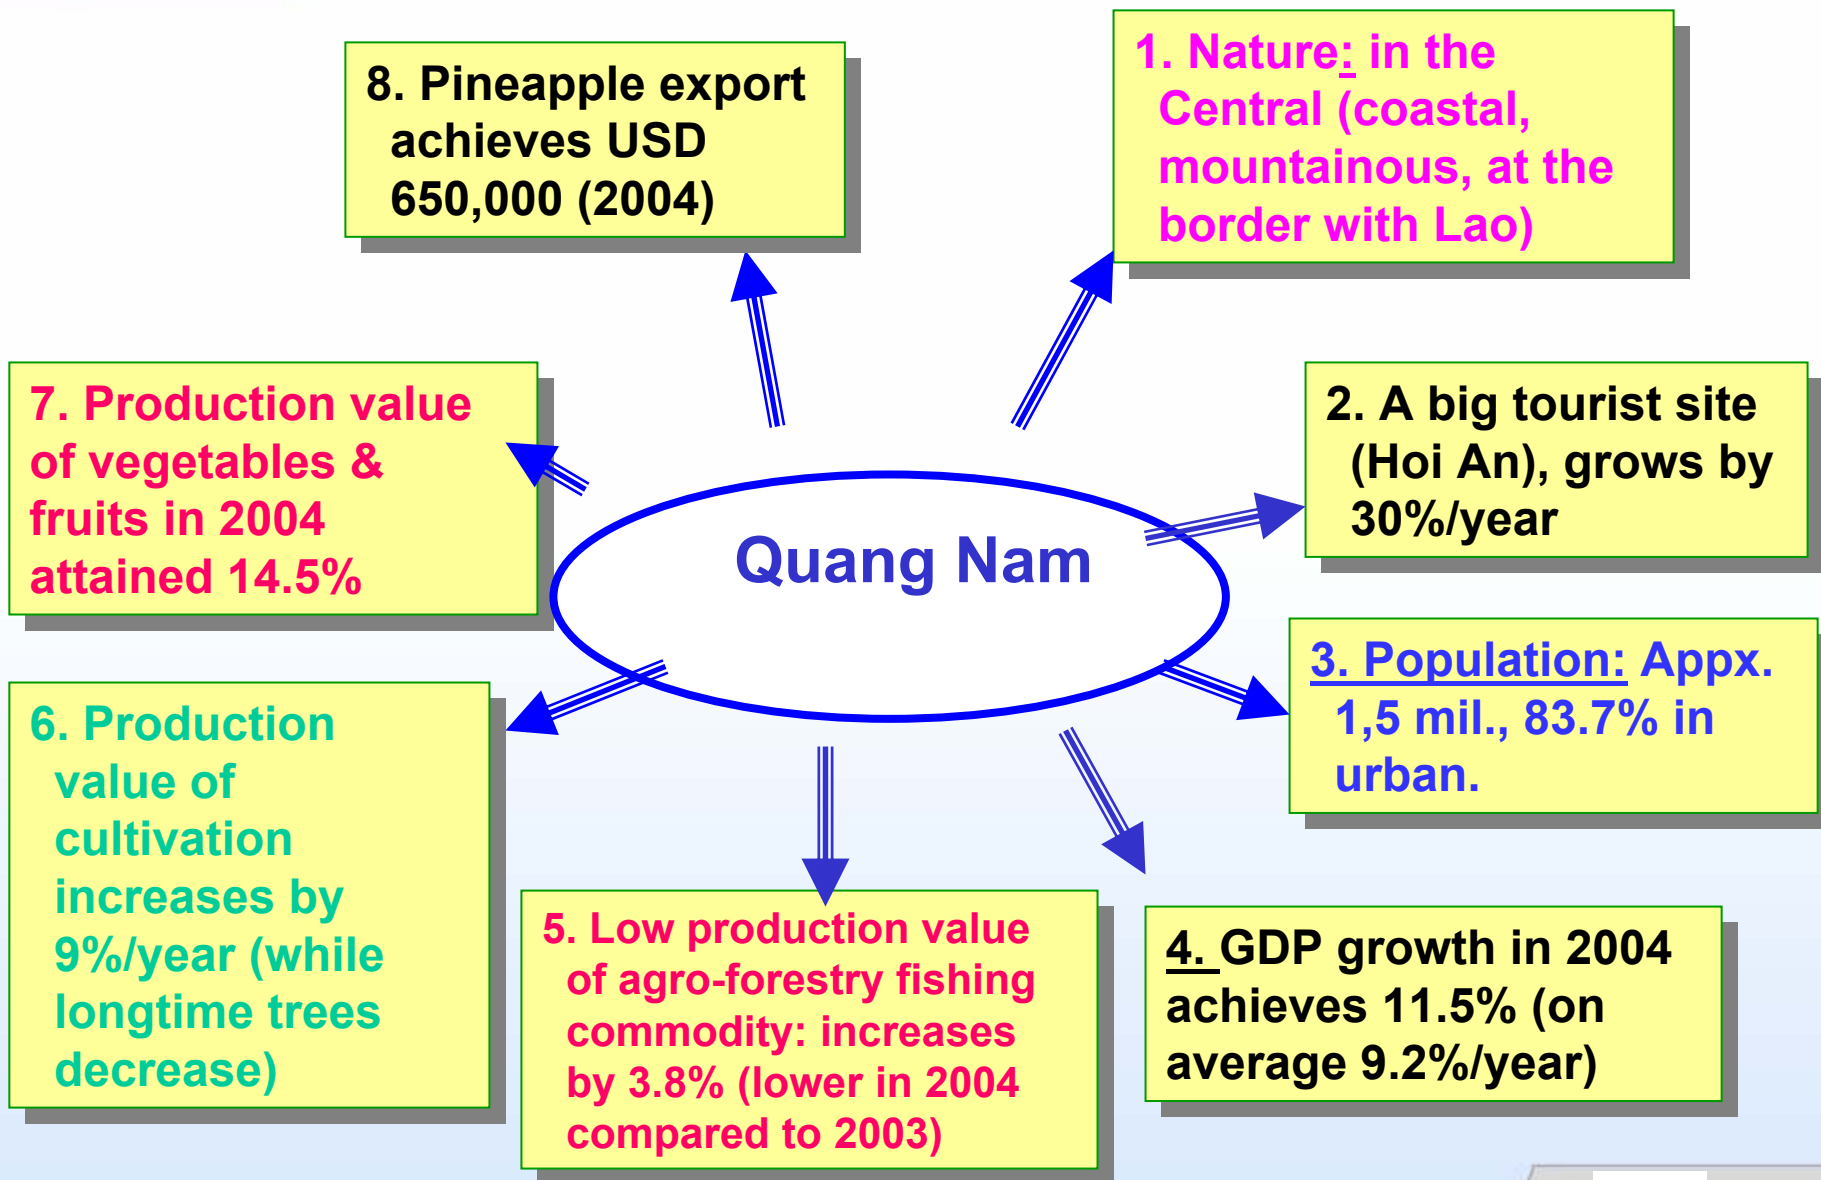 Quang Nam
1. Nature: in the
Central (coastal,
mountainous, at the
border with Lao)
2. A big tourist site
(Hoi An), grows by
30%/year
3. Population: Appx.
1,5 mil., 83.7% in
urban.
4. GDP growth in 2004
achieves 11.5% (on
average 9.2%/year)
5. Low production value
of agro-forestry fishing
commodity: increases
by 3.8% (lower in 2004
compared to 2003)
6. Production
value of
cultivation
increases by
9%/year (while
longtime trees
decrease)
7. Production value
of vegetables &
fruits in 2004
attained 14.5%
8. Pineapple export
achieves USD
650,000 (2004)